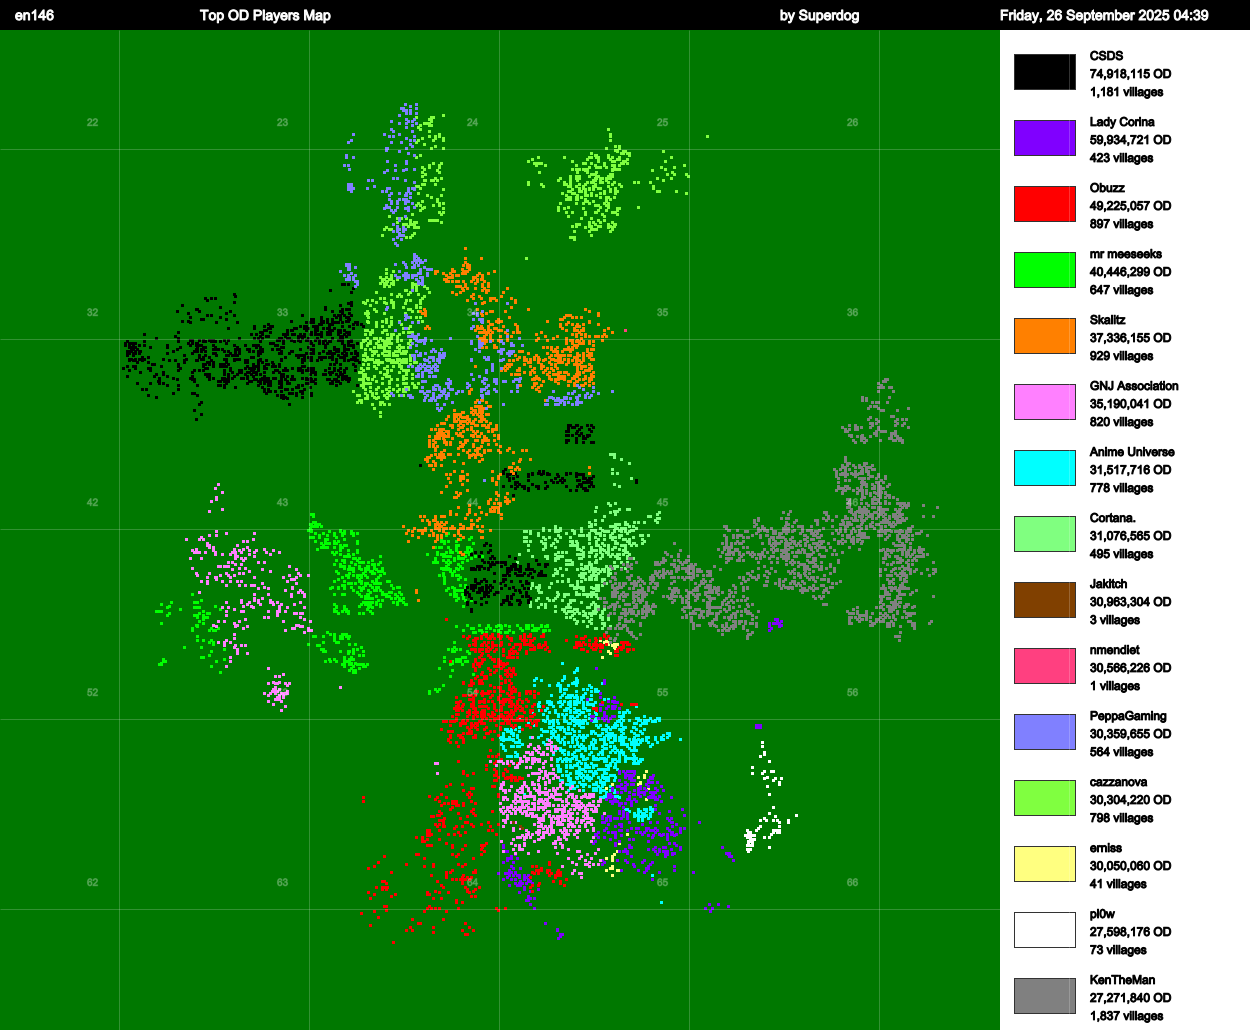 en146 Top OD Players Map by Superdog Friday, 26 September 2025 04:39
22 23 24 25 26
32 33 34 35 36
42 43 44 45 46
52 53 54 55 56
62 63 64 65 66
CSDS
74,918,115 OD
1,181 villages
Lady Corina
59,934,721 OD
423 villages
Obuzz
49,225,057 OD
897 villages
mr meeseeks
40,446,299 OD
647 villages
Skalitz
37,336,155 OD
929 villages
GNJ Association
35,190,041 OD
820 villages
Anime Universe
31,517,716 OD
778 villages
Cortana.
31,076,565 OD
495 villages
Jakitch
30,963,304 OD
3 villages
nmendlet
30,566,226 OD
1 villages
PeppaGaming
30,359,655 OD
564 villages
cazzanova
30,304,220 OD
798 villages
erniss
30,050,060 OD
41 villages
pl0w
27,598,176 OD
73 villages
KenTheMan
27,271,840 OD
1,837 villages